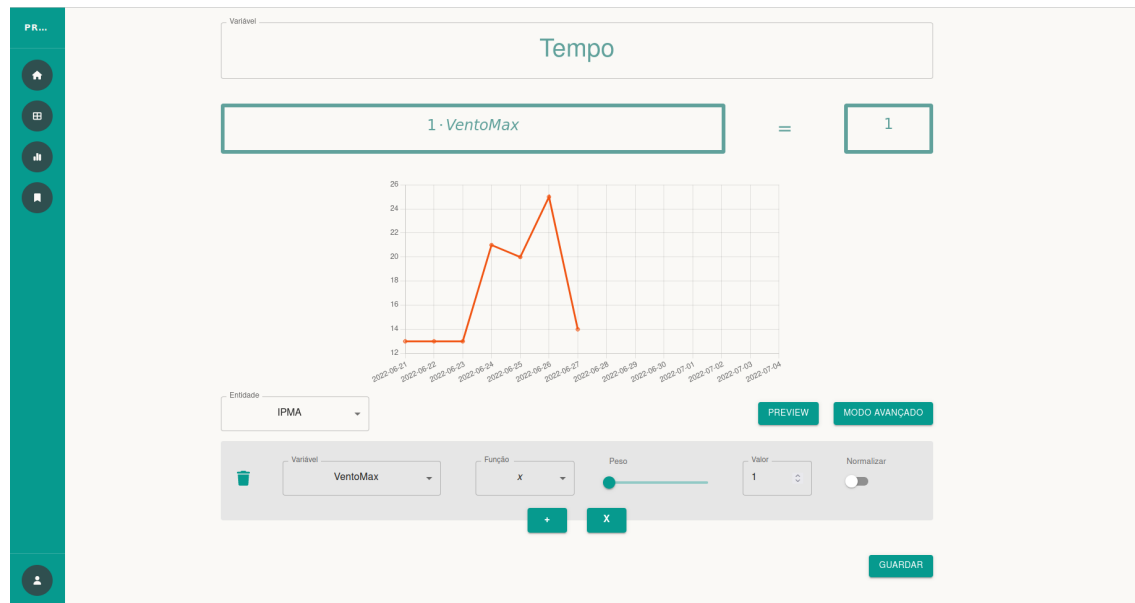 PR...
Variável
Tempo
1·VentoMax = 1
26
24
22
20
18
16
14
12
2022-06-21 2022-06-22 2022-06-23 2022-06-24 2022-06-25 2022-06-26 2022-06-27 2022-06-28 2022-06-29 2022-06-30 2022-07-01 2022-07-02 2022-07-03 2022-07-04
Entidade
IPMA PREVIEW MODO AVANÇADO
Variável Função Peso Valor Normalizar
VentoMax x 1
+ X
GUARDAR